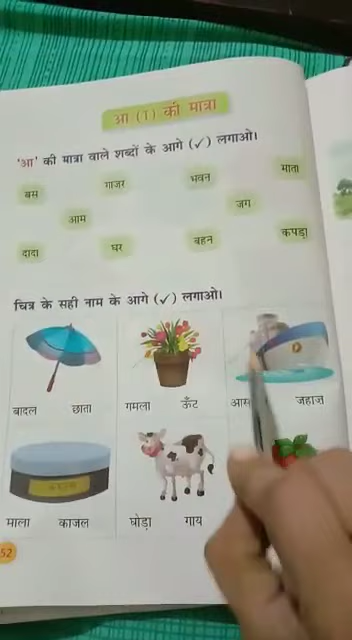 आ (ा) की मात्रा
'आ' की मात्रा वाले शब्दों के आगे (✓) लगाओ।
बस गाजर भवन माता
आम जग
दादा घर बहन कपड़ा
चित्र के सही नाम के आगे (✓) लगाओ।
बादल छाता गमला ऊँट जहाज़
माला काजल घोड़ा गाय
52